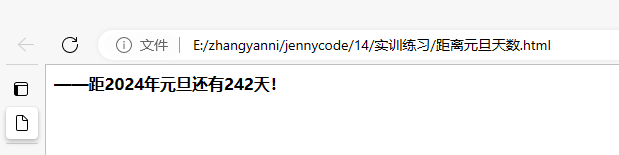 文件 E:/zhangyanni/jennycode/14/实训练习/距离元旦天数.html
——距2024年元旦还有242天！